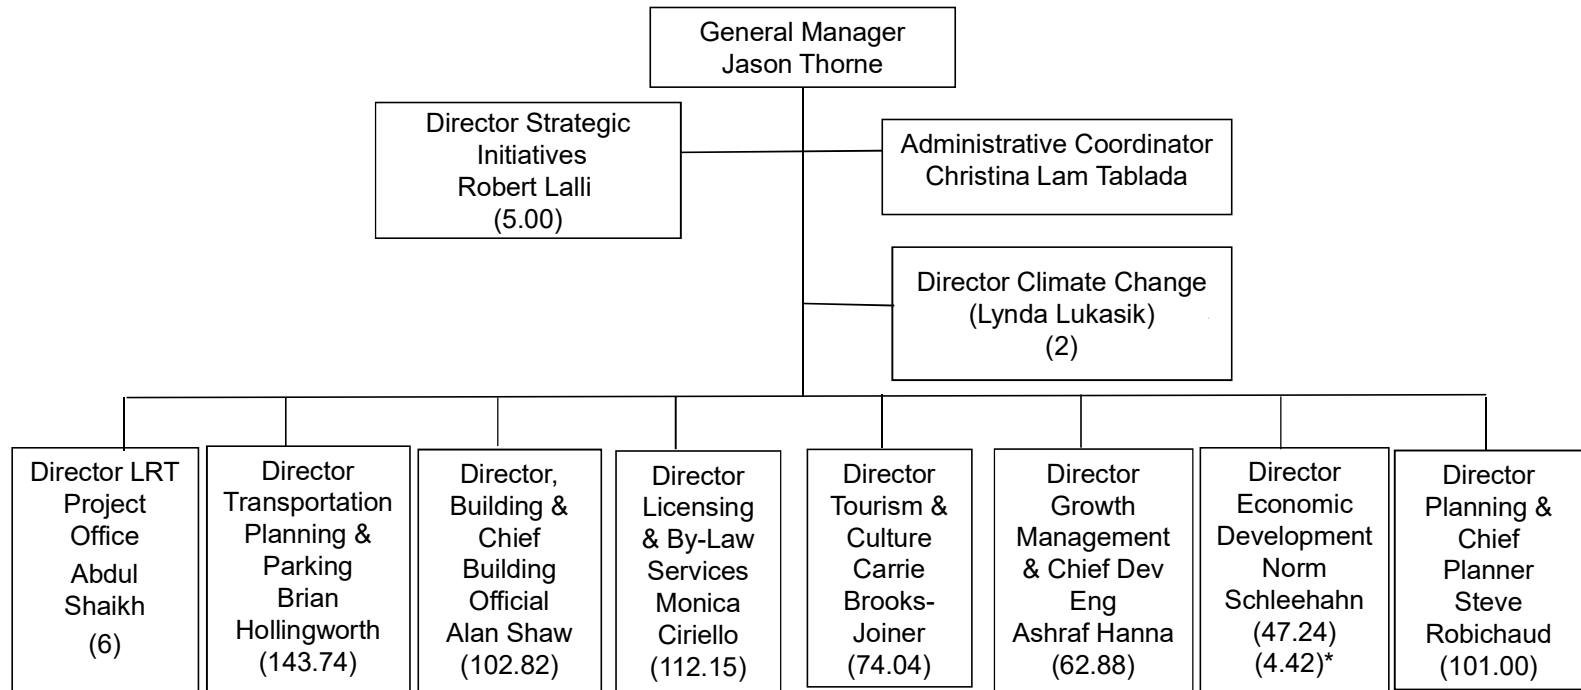 General Manager
Jason Thorne
Director Strategic
Initiatives
Robert Lalli
(5.00)
Administrative Coordinator
Christina Lam Tablada
Director Climate Change
(Lynda Lukasik)
(2)
Director LRT
Project
Office
Abdul
Shaikh
(6)
Director
Transportation
Planning &
Parking
Brian
Hollingworth
(143.74)
Director,
Building &
Chief
Building
Official
Alan Shaw
(102.82)
Director
Licensing
& By-Law
Services
Monica
Ciriello
(112.15)
Director
Tourism &
Culture
Carrie
Brooks-
Joiner
(74.04)
Director
Growth
Management
& Chief Dev
Eng
Ashraf Hanna
(62.88)
Director
Economic
Development
Norm
Schleehahn
(47.24)
(4.42)*
Director
Planning &
Chief
Planner
Steve
Robichaud
(101.00)